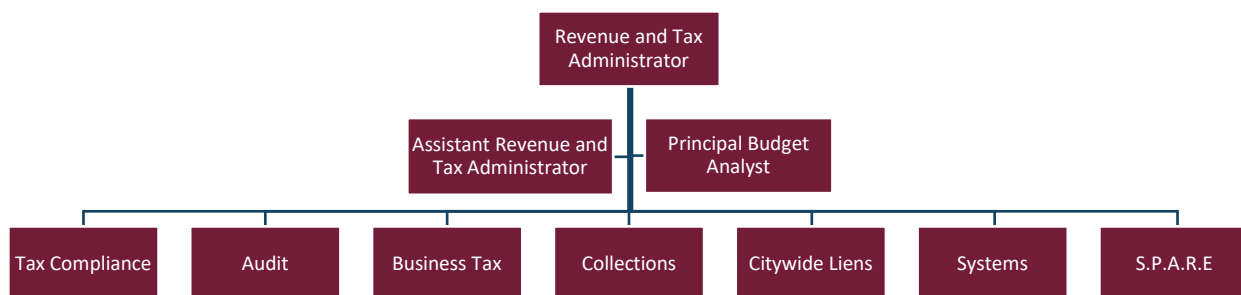 Revenue and Tax
Administrator
Assistant Revenue and
Tax Administrator
Principal Budget
Analyst
Tax Compliance
Audit
Business Tax
Collections
Citywide Liens
Systems
S.P.A.R.E